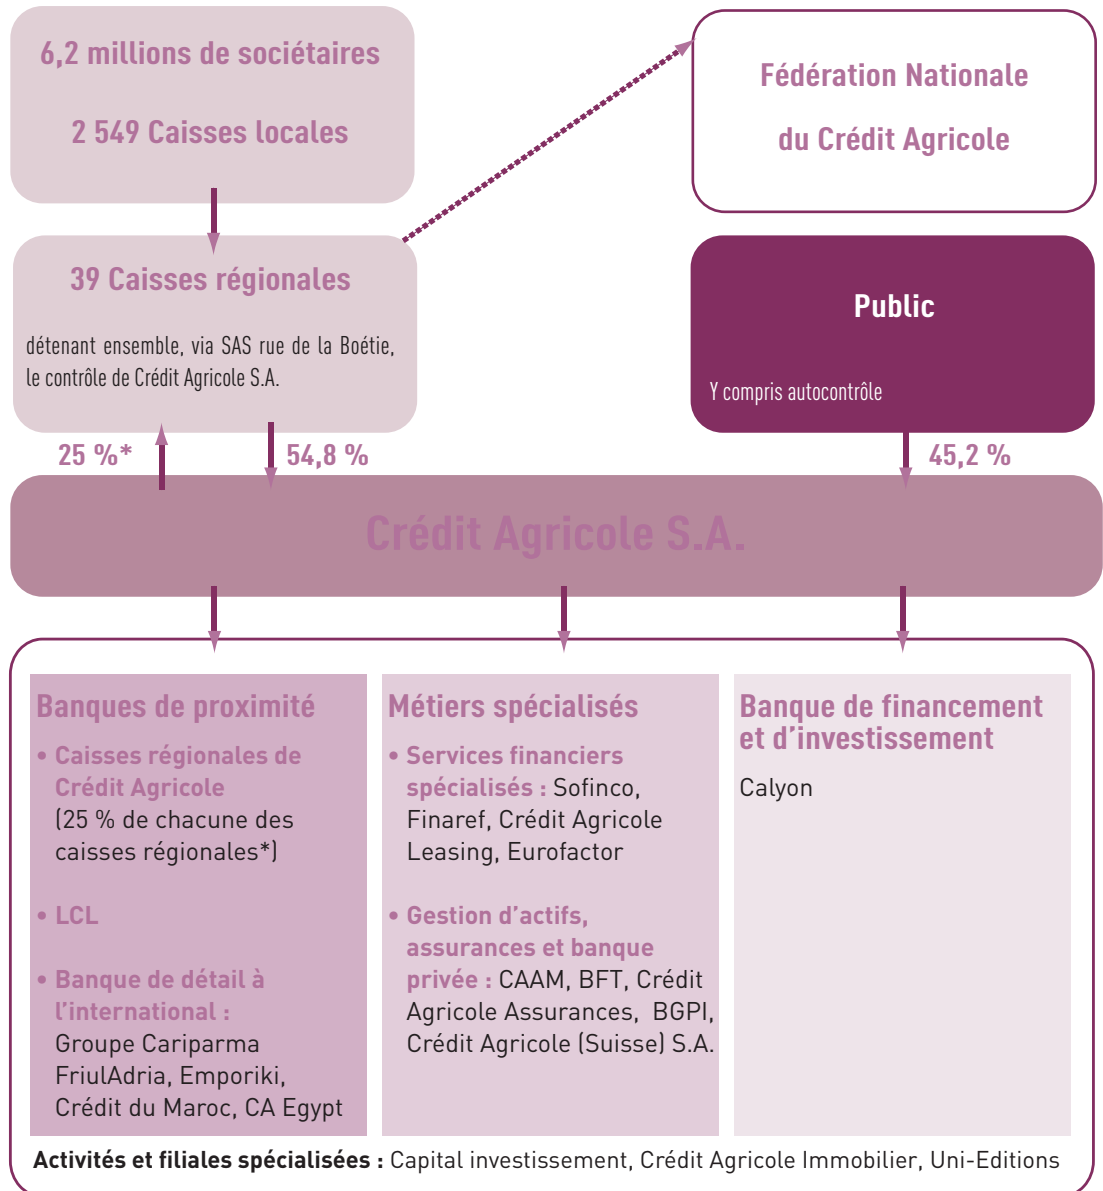 6,2 millions de sociétaires
2 549 Caisses locales
Fédération Nationale
du Crédit Agricole
39 Caisses régionales
détenant ensemble, via SAS rue de la Boétie,
le contrôle de Crédit Agricole S.A.
Public
Y compris autocontrôle
25 %*
54,8 %
45,2 %
Crédit Agricole S.A.
Banques de proximité
• Caisses régionales de
Crédit Agricole
(25 % de chacune des
caisses régionales*)
• LCL
• Banque de détail à
l'international :
Groupe Cariparma
FriulAdria, Emporiki,
Crédit du Maroc, CA Egypt
Métiers spécialisés
• Services financiers
spécialisés : Sofinco,
Finaref, Crédit Agricole
Leasing, Eurofactor
• Gestion d'actifs,
assurances et banque
privée : CAAM, BFT, Crédit
Agricole Assurances, BGPI,
Crédit Agricole (Suisse) S.A.
Banque de financement
et d'investissement
Calyon
Activités et filiales spécialisées : Capital investissement, Crédit Agricole Immobilier, Uni-Editions